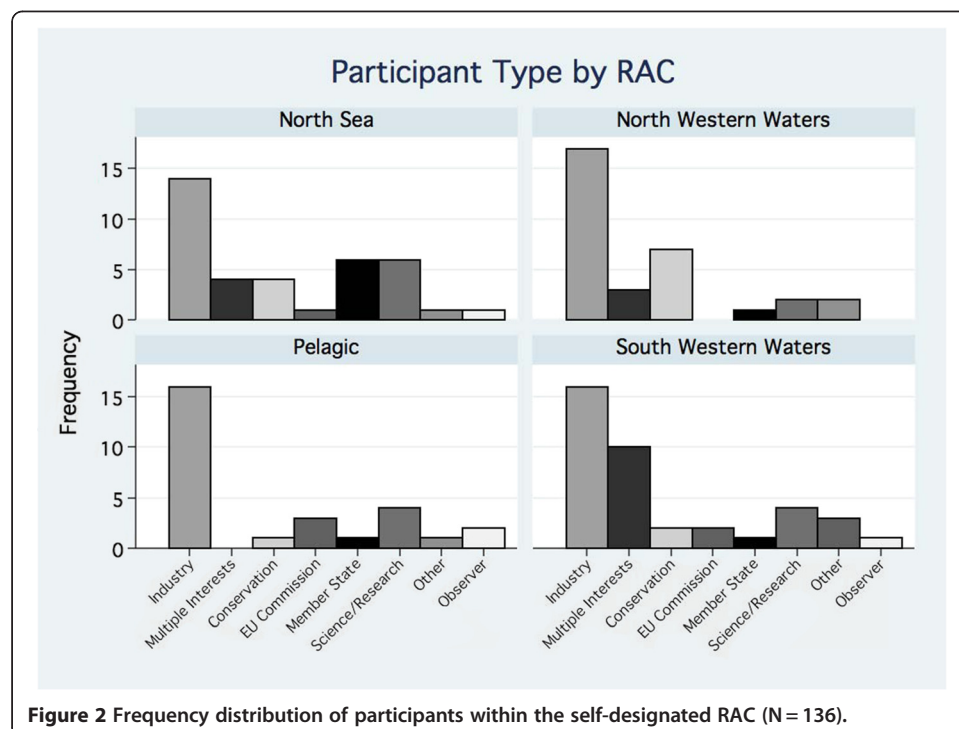 Participant Type by RAC
North Sea
North Western Waters
Frequency
15
10
5
0
Pelagic
South Western Waters
15
10
5
0
Industry
Multiple Interests
Conservation
EU Commission
Member State
Science/Research
Other
Observer
Industry
Multiple Interests
Conservation
EU Commission
Member State
Science/Research
Other
Observer
Figure 2 Frequency distribution of participants within the self-designated RAC (N = 136).